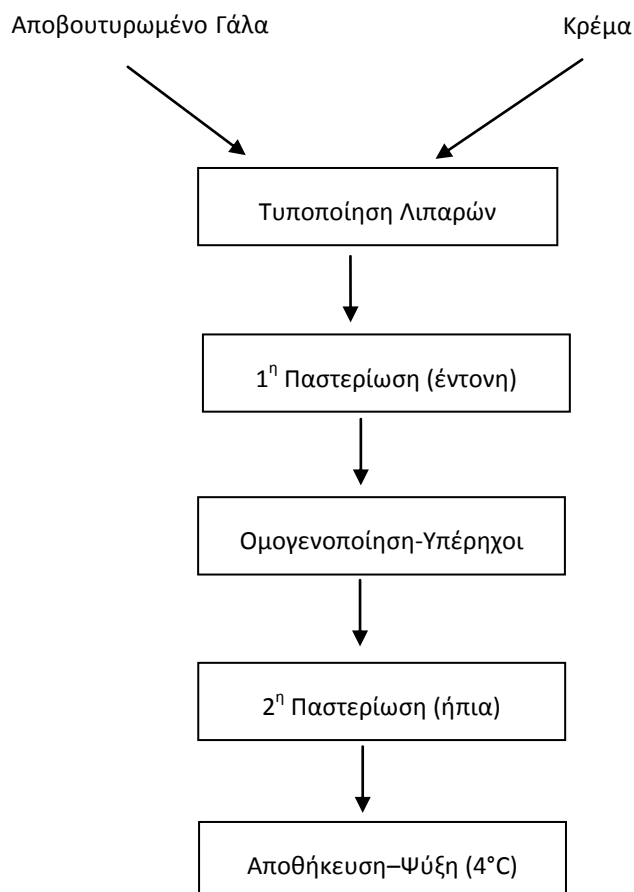 Αποβουτυρωμένο Γάλα
Κρέμα
Τυποποίηση Λιπαρών
1η Παστερίωση (έντονη)
Ομογενοποίηση-Υπέρηχοι
2η Παστερίωση (ήπια)
Αποθήκευση–Ψύξη (4°C)